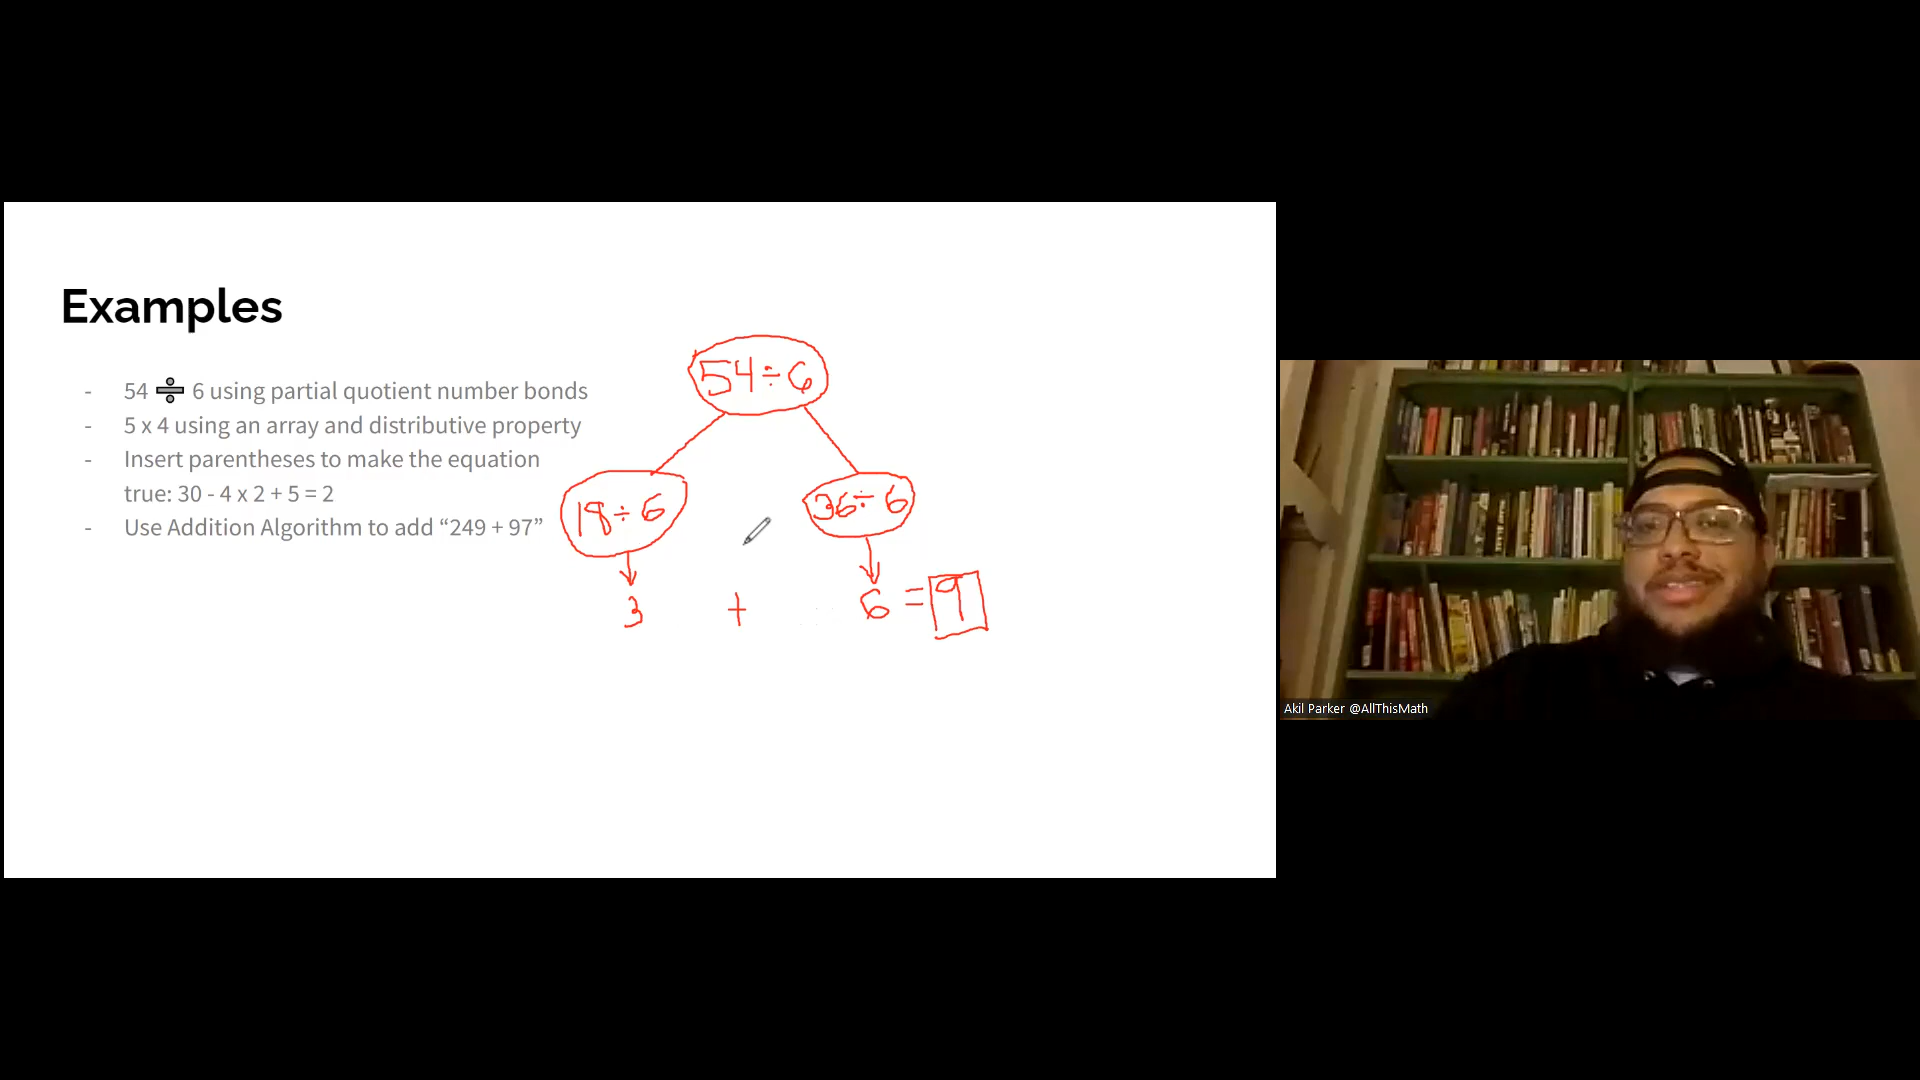 Examples
- 54 ➗ 6 using partial quotient number bonds
- 5 x 4 using an array and distributive property
- Insert parentheses to make the equation
true: 30 - 4 x 2 + 5 = 2
- Use Addition Algorithm to add “249 + 97”
54 ÷ 6
18 ÷ 6
36 ÷ 6
3 + 6 = 9
Akil Parker @AllThisMath